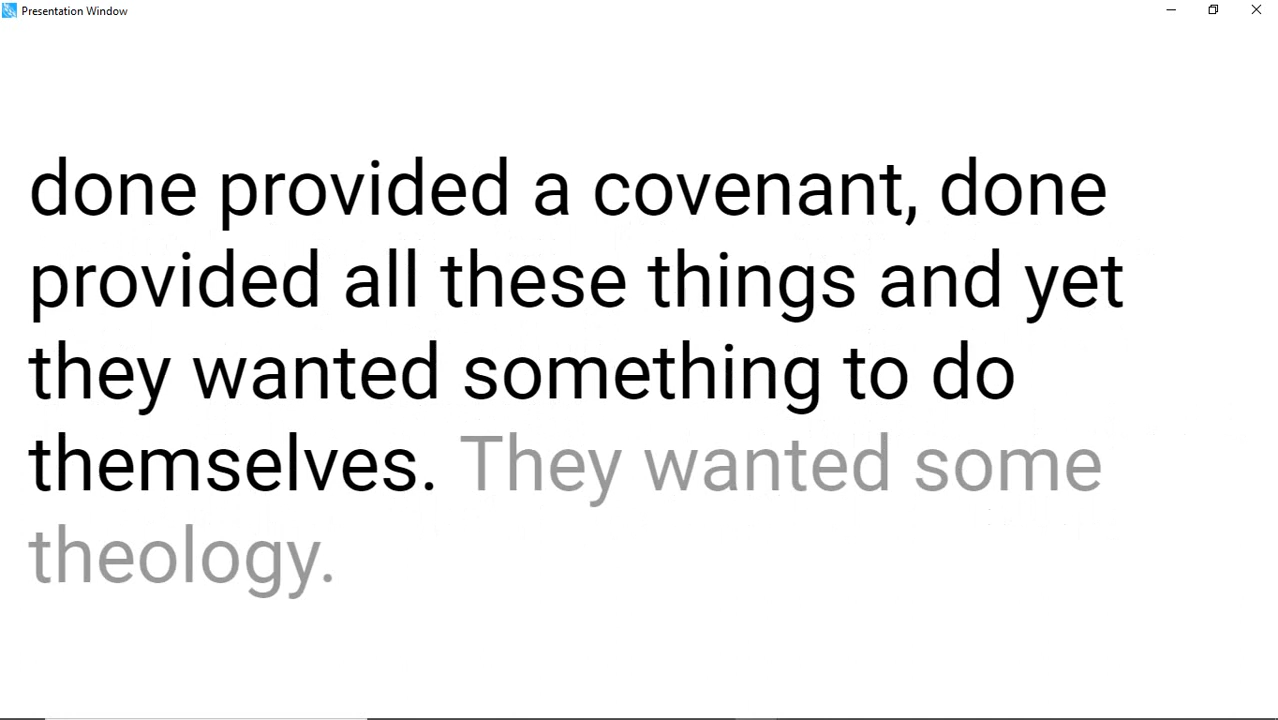 Presentation Window
done provided a covenant, done
provided all these things and yet
they wanted something to do
themselves. They wanted some
theology.